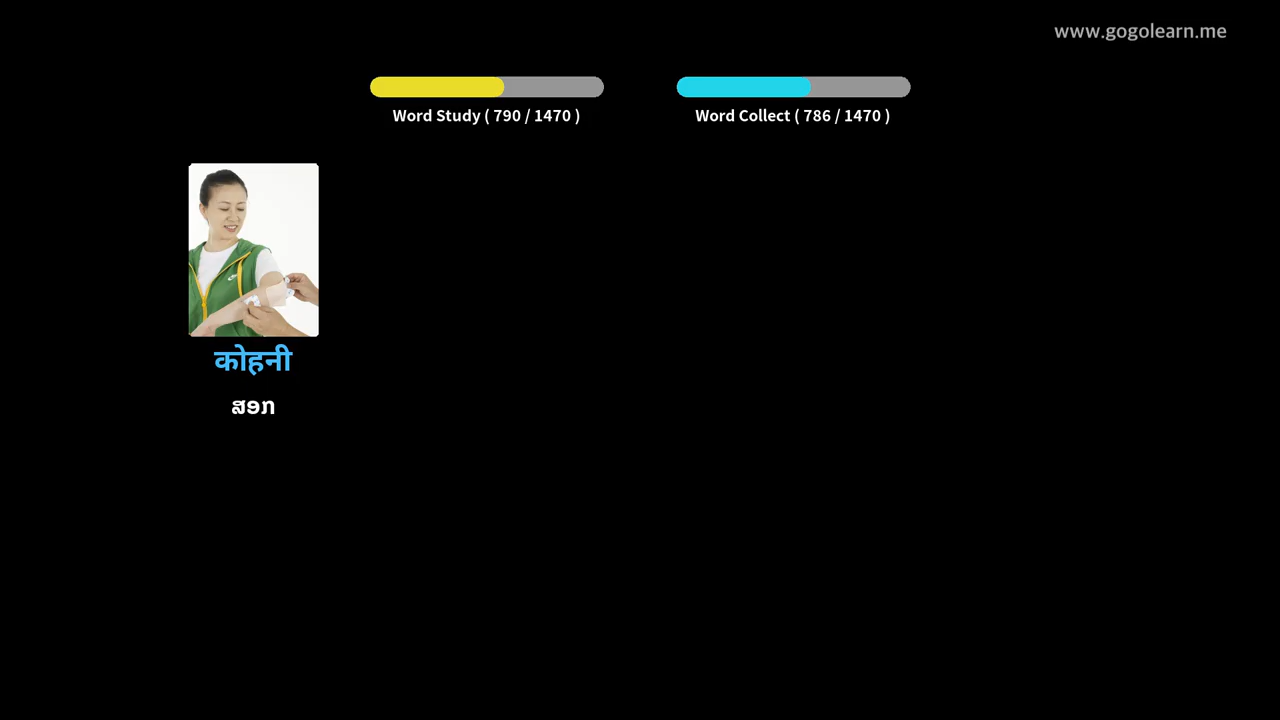 www.gogolearn.me
Word Study ( 790 / 1470 )
Word Collect ( 786 / 1470 )
कोहनी
ສອກ